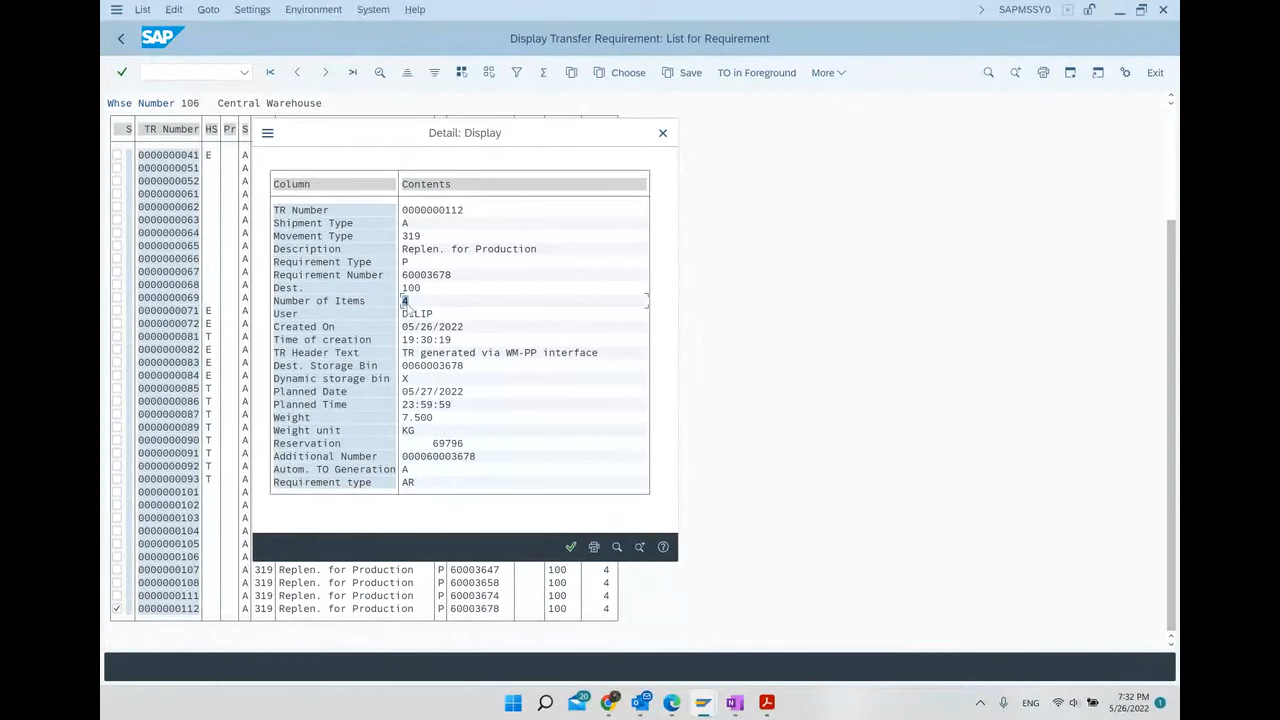 List Edit Goto Settings Environment System Help SAPMSSY0
SAP Display Transfer Requirement: List for Requirement
Choose Save TO in Foreground More Exit
Whse Number 106 Central Warehouse
S TR Number HS Pr S
Detail: Display
Column Contents
TR Number 0000000112
Shipment Type A
Movement Type 319
Description Replen. for Production
Requirement Type P
Requirement Number 60003678
Dest. 100
Number of Items 4
User DILIP
Created On 05/26/2022
Time of creation 19:30:19
TR Header Text TR generated via WM-PP interface
Dest. Storage Bin 0060003678
Dynamic storage bin X
Planned Date 05/27/2022
Planned Time 23:59:59
Weight 7.500
Weight unit KG
Reservation 69796
Additional Number 000060003678
Autom. TO Generation A
Requirement type AR
0000000041 E A
0000000051 A
0000000052 A
0000000061 A
0000000062 A
0000000063 A
0000000064 A
0000000065 A
0000000066 A
0000000067 A
0000000068 A
0000000069 A
0000000071 E A
0000000072 E A
0000000081 T A
0000000082 E A
0000000083 E A
0000000084 E A
0000000085 T A
0000000086 T A
0000000087 T A
0000000089 T A
0000000090 T A
0000000091 T A
0000000092 T A
0000000093 T A
0000000101 A
0000000102 A
0000000103 A
0000000104 A
0000000105 A
0000000106 A
0000000107 A 319 Replen. for Production P 60003647 100 4
0000000108 A 319 Replen. for Production P 60003658 100 4
0000000111 A 319 Replen. for Production P 60003674 100 4
0000000112 A 319 Replen. for Production P 60003678 100 4
20
ENG
7:32 PM
5/26/2022
1